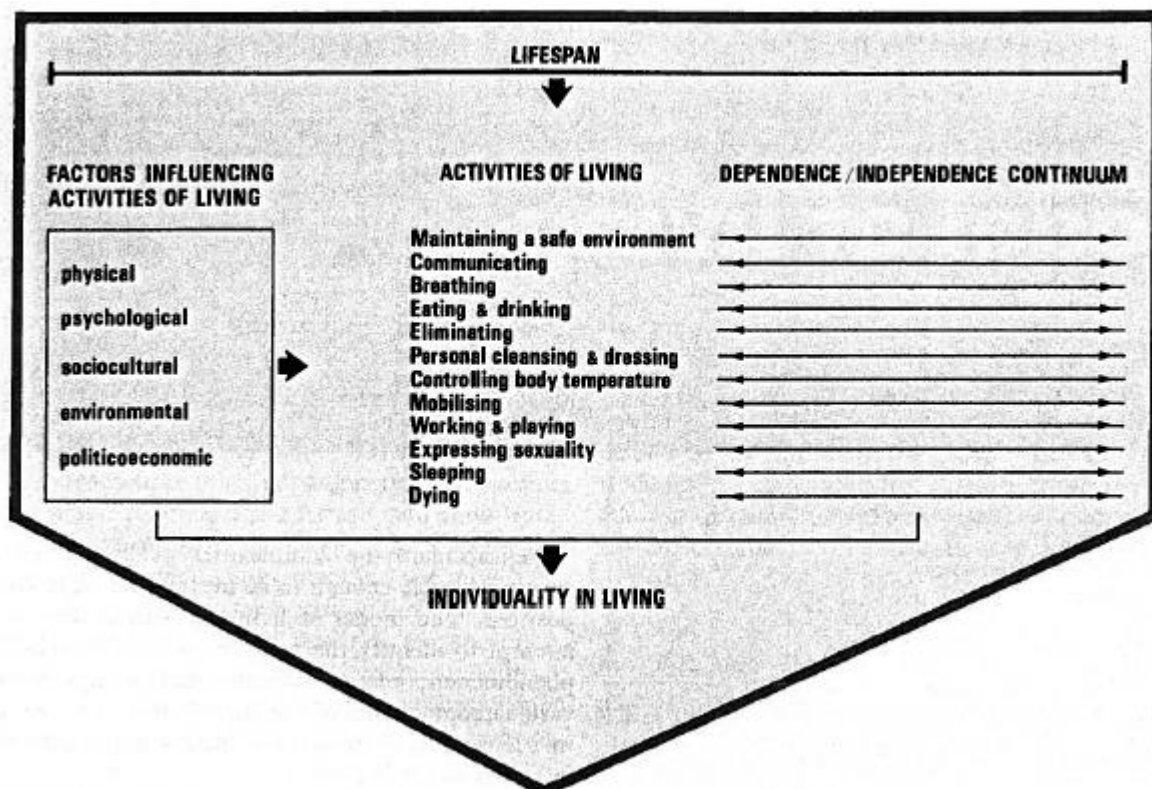 LIFESPAN
FACTORS INFLUENCING
ACTIVITIES OF LIVING
physical
psychological
sociocultural
environmental
politicoeconomic
ACTIVITIES OF LIVING
Maintaining a safe environment
Communicating
Breathing
Eating & drinking
Eliminating
Personal cleansing & dressing
Controlling body temperature
Mobilising
Working & playing
Expressing sexuality
Sleeping
Dying
DEPENDENCE/INDEPENDENCE CONTINUUM
INDIVIDUALITY IN LIVING